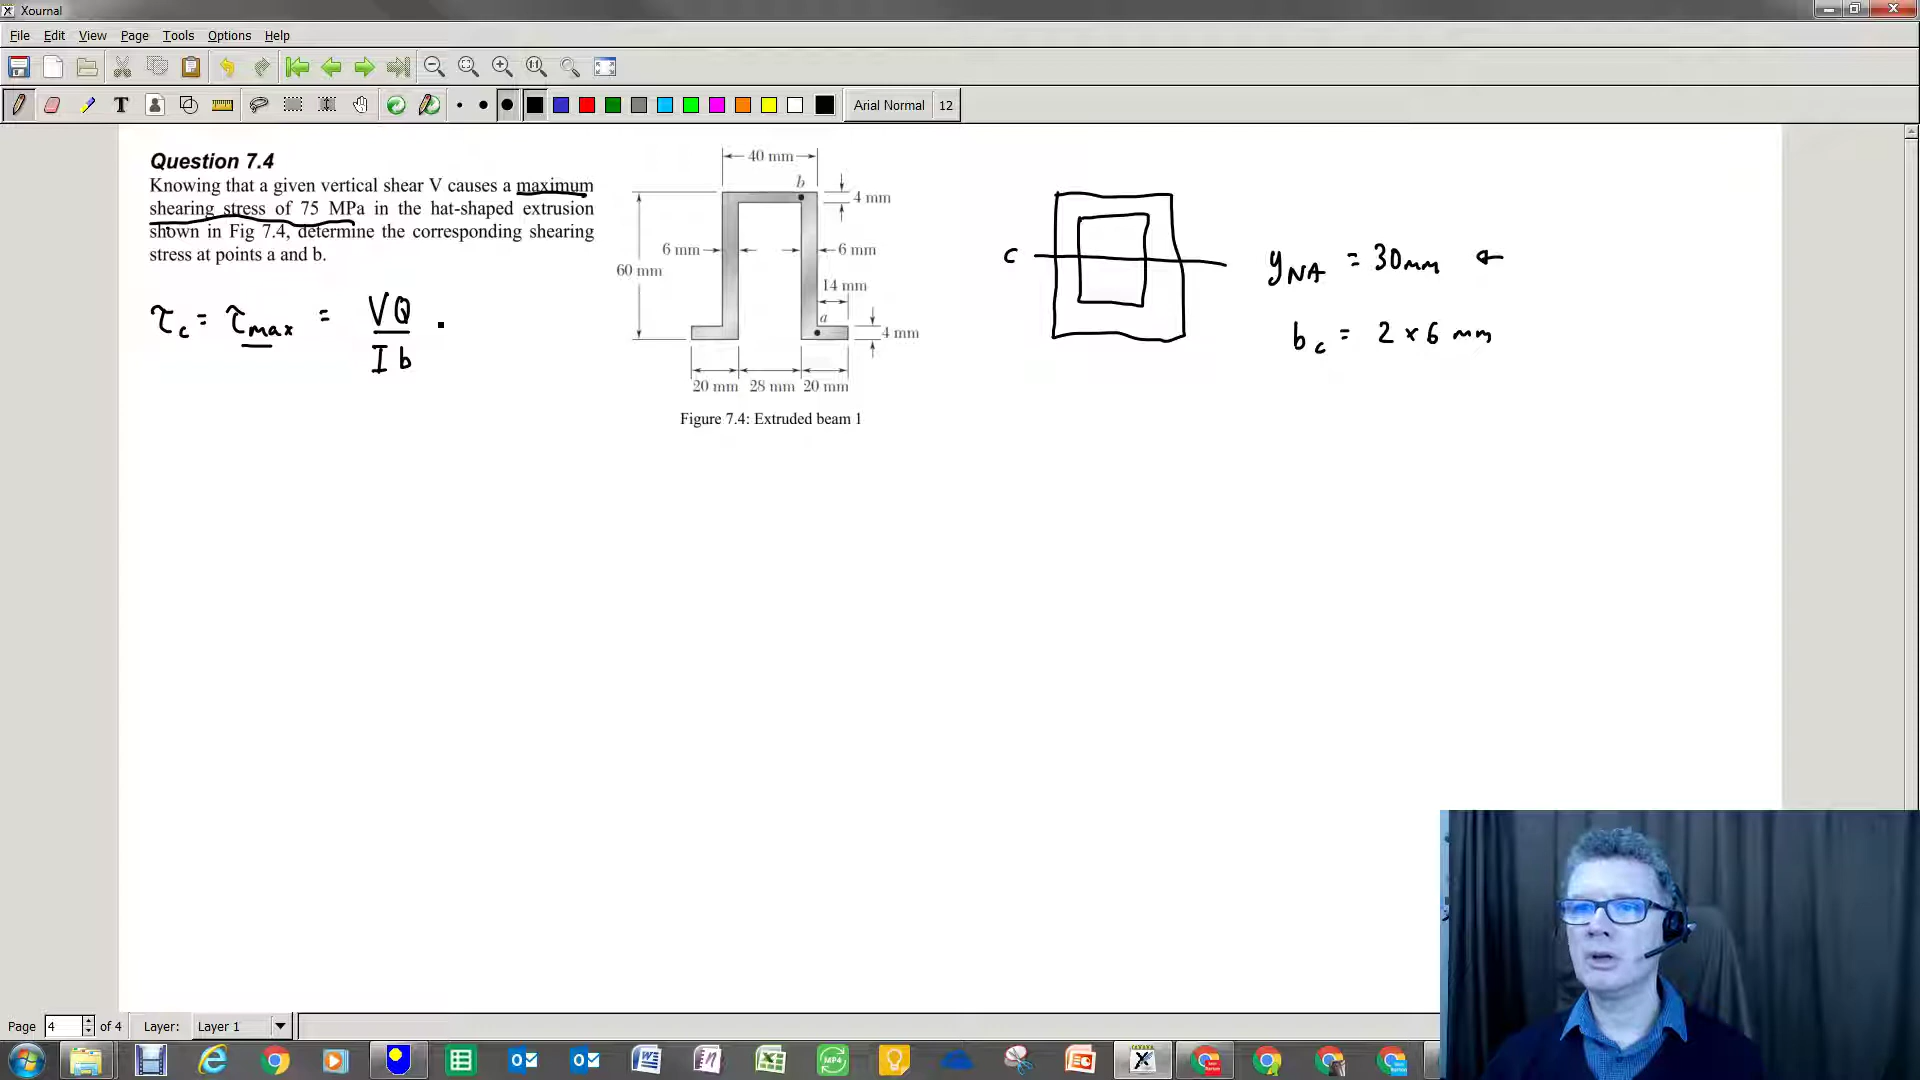 Xournal
File Edit View Page Tools Options Help
Arial Normal 12
Question 7.4
Knowing that a given vertical shear V causes a maximum
shearing stress of 75 MPa in the hat-shaped extrusion
shown in Fig 7.4, determine the corresponding shearing
stress at points a and b.
τc = τmax = VQ
I b
40 mm
b
4 mm
6 mm
6 mm
60 mm
14 mm
a
4 mm
20 mm 28 mm 20 mm
Figure 7.4: Extruded beam 1
c
yNA = 30mm ←
bc = 2 × 6 mm
Page 4 of 4 Layer: Layer 1